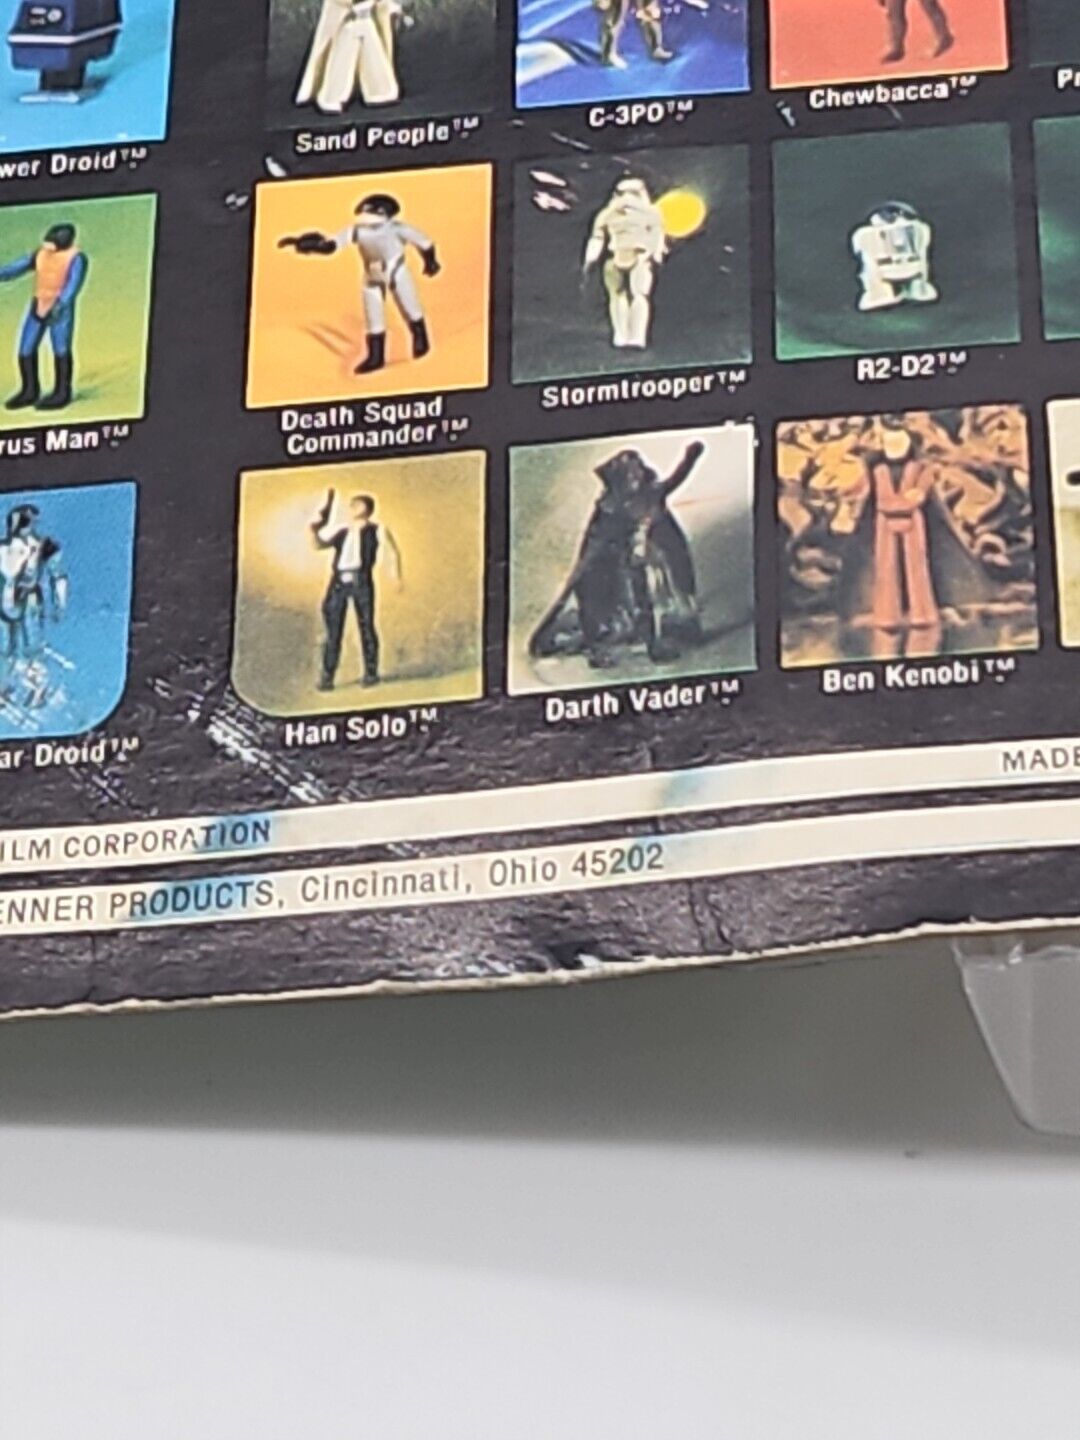 Sand People™
C-3PO™
Chewbacca™
wer Droid™
Death Squad
Commander™
Stormtrooper™
R2-D2™
rus Man™
Han Solo™
Darth Vader™
Ben Kenobi™
ar Droid™
ILM CORPORATION
MADE
ENNER PRODUCTS, Cincinnati, Ohio 45202